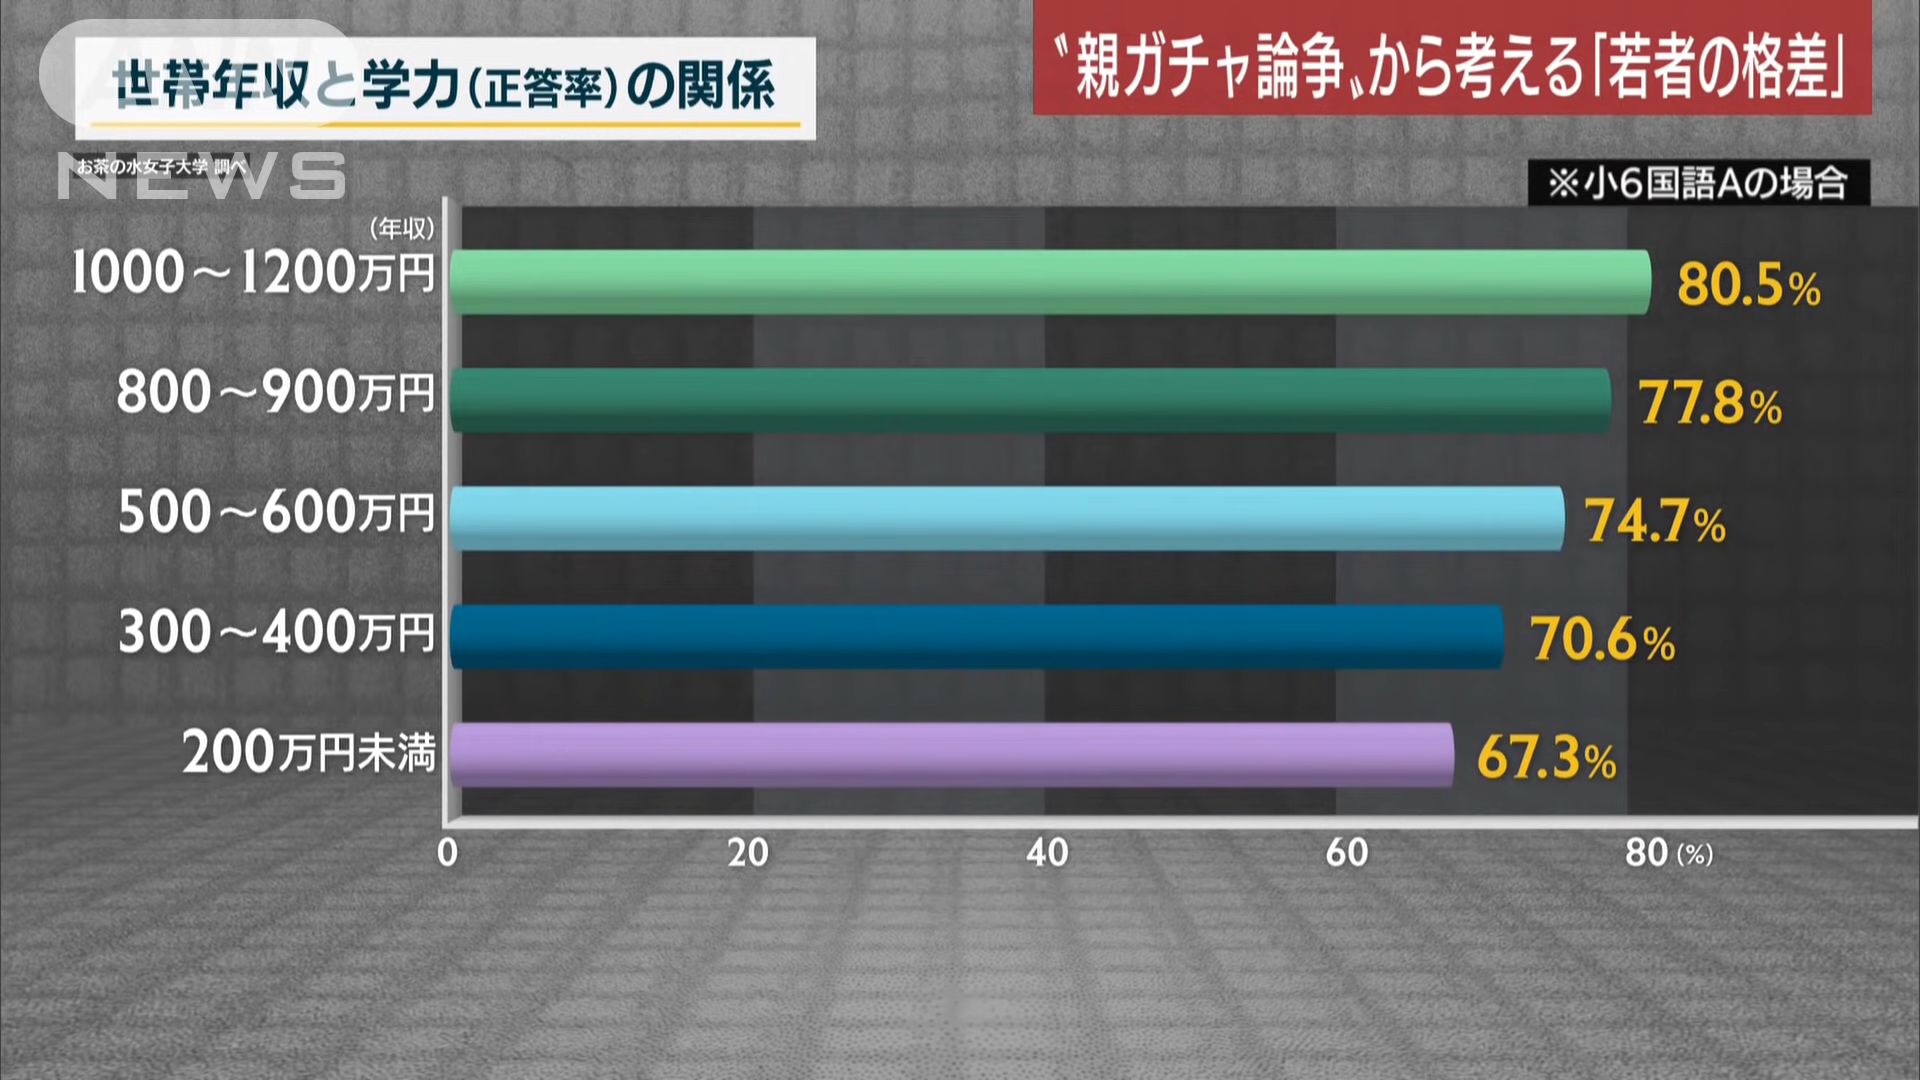 ANN
NEWS
世帯年収と学力(正答率)の関係
お茶の水女子大学 調べ
〝親ガチャ論争〟から考える「若者の格差」
※小6国語Aの場合
(年収)
1000～1200万円 80.5%
800～900万円 77.8%
500～600万円 74.7%
300～400万円 70.6%
200万円未満 67.3%
0 20 40 60 80 (%)